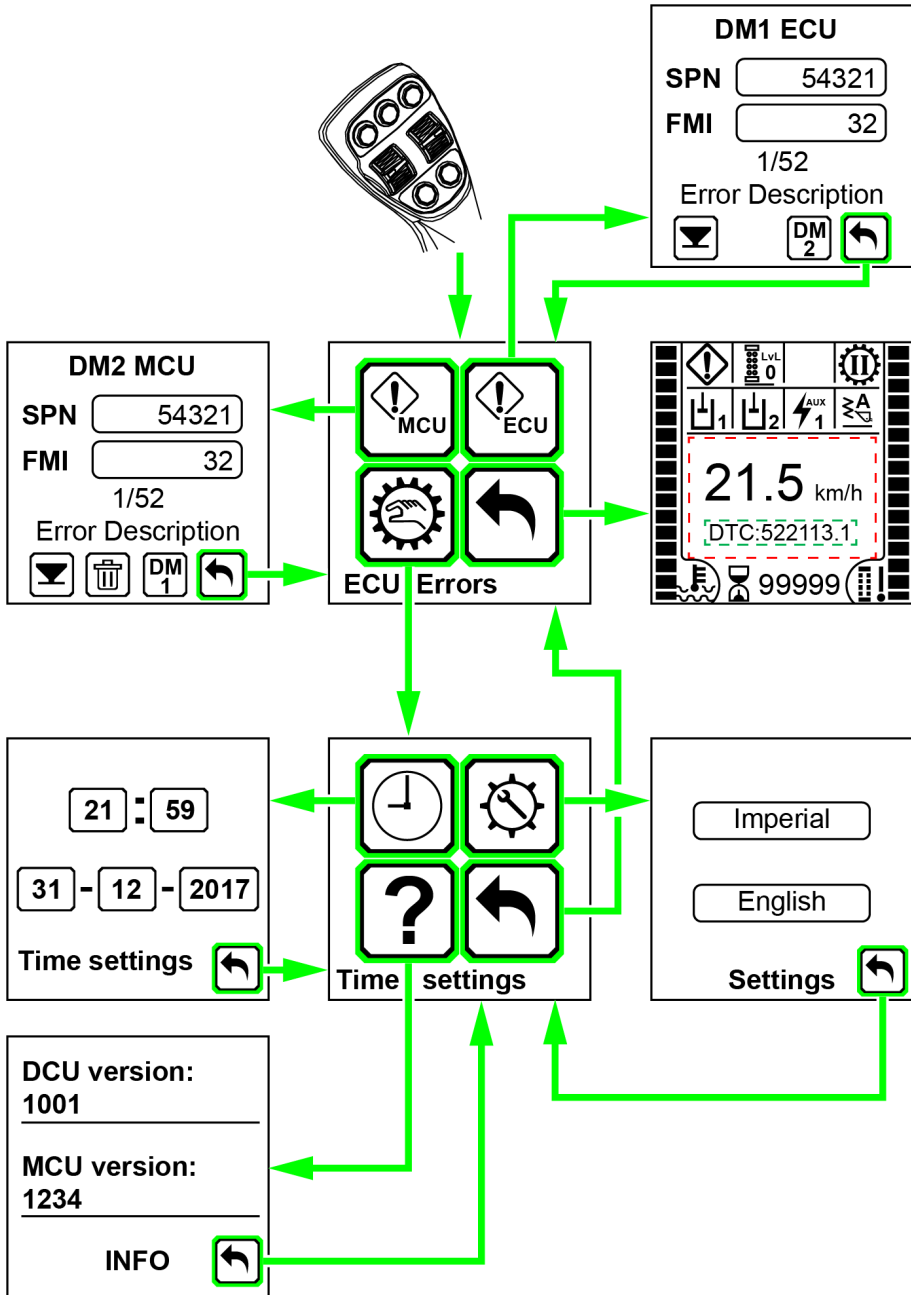 DM1 ECU
SPN 54321
FMI 32
1/52
Error Description
DM
2
DM2 MCU
SPN 54321
FMI 32
1/52
Error Description
DM
1
MCU
ECU
ECU Errors
LvL
0
II
1
2
AUX
1
A
21.5 km/h
DTC:522113.1
99999
21 : 59
31 - 12 - 2017
Time settings
?
Time settings
Imperial
English
Settings
DCU version:
1001
MCU version:
1234
INFO